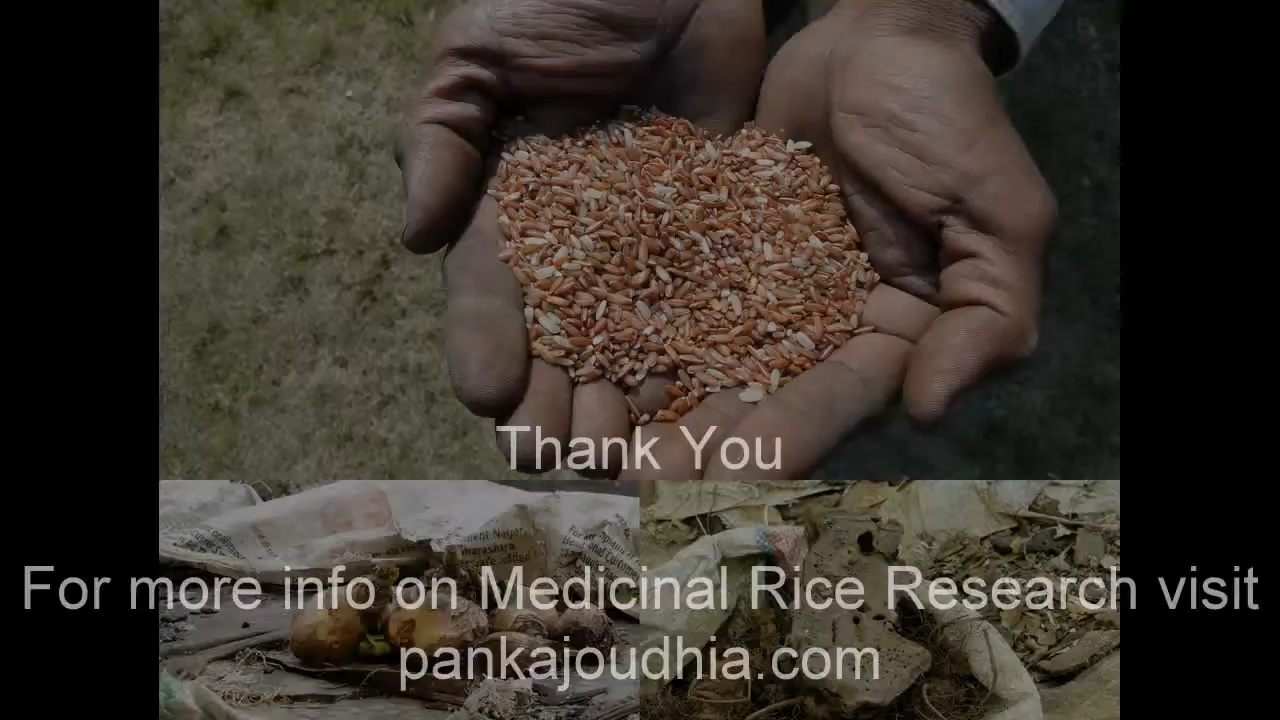 Thank You
For more info on Medicinal Rice Research visit
pankajoudhia.com